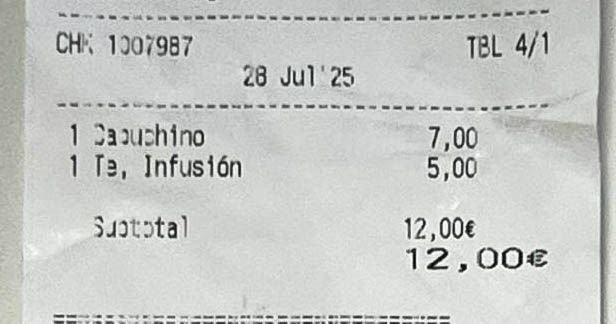 CHK 1007987 TBL 4/1
28 Jul'25
1 Capuchino 7,00
1 Te, Infusión 5,00
Subtotal 12,00€
12,00€